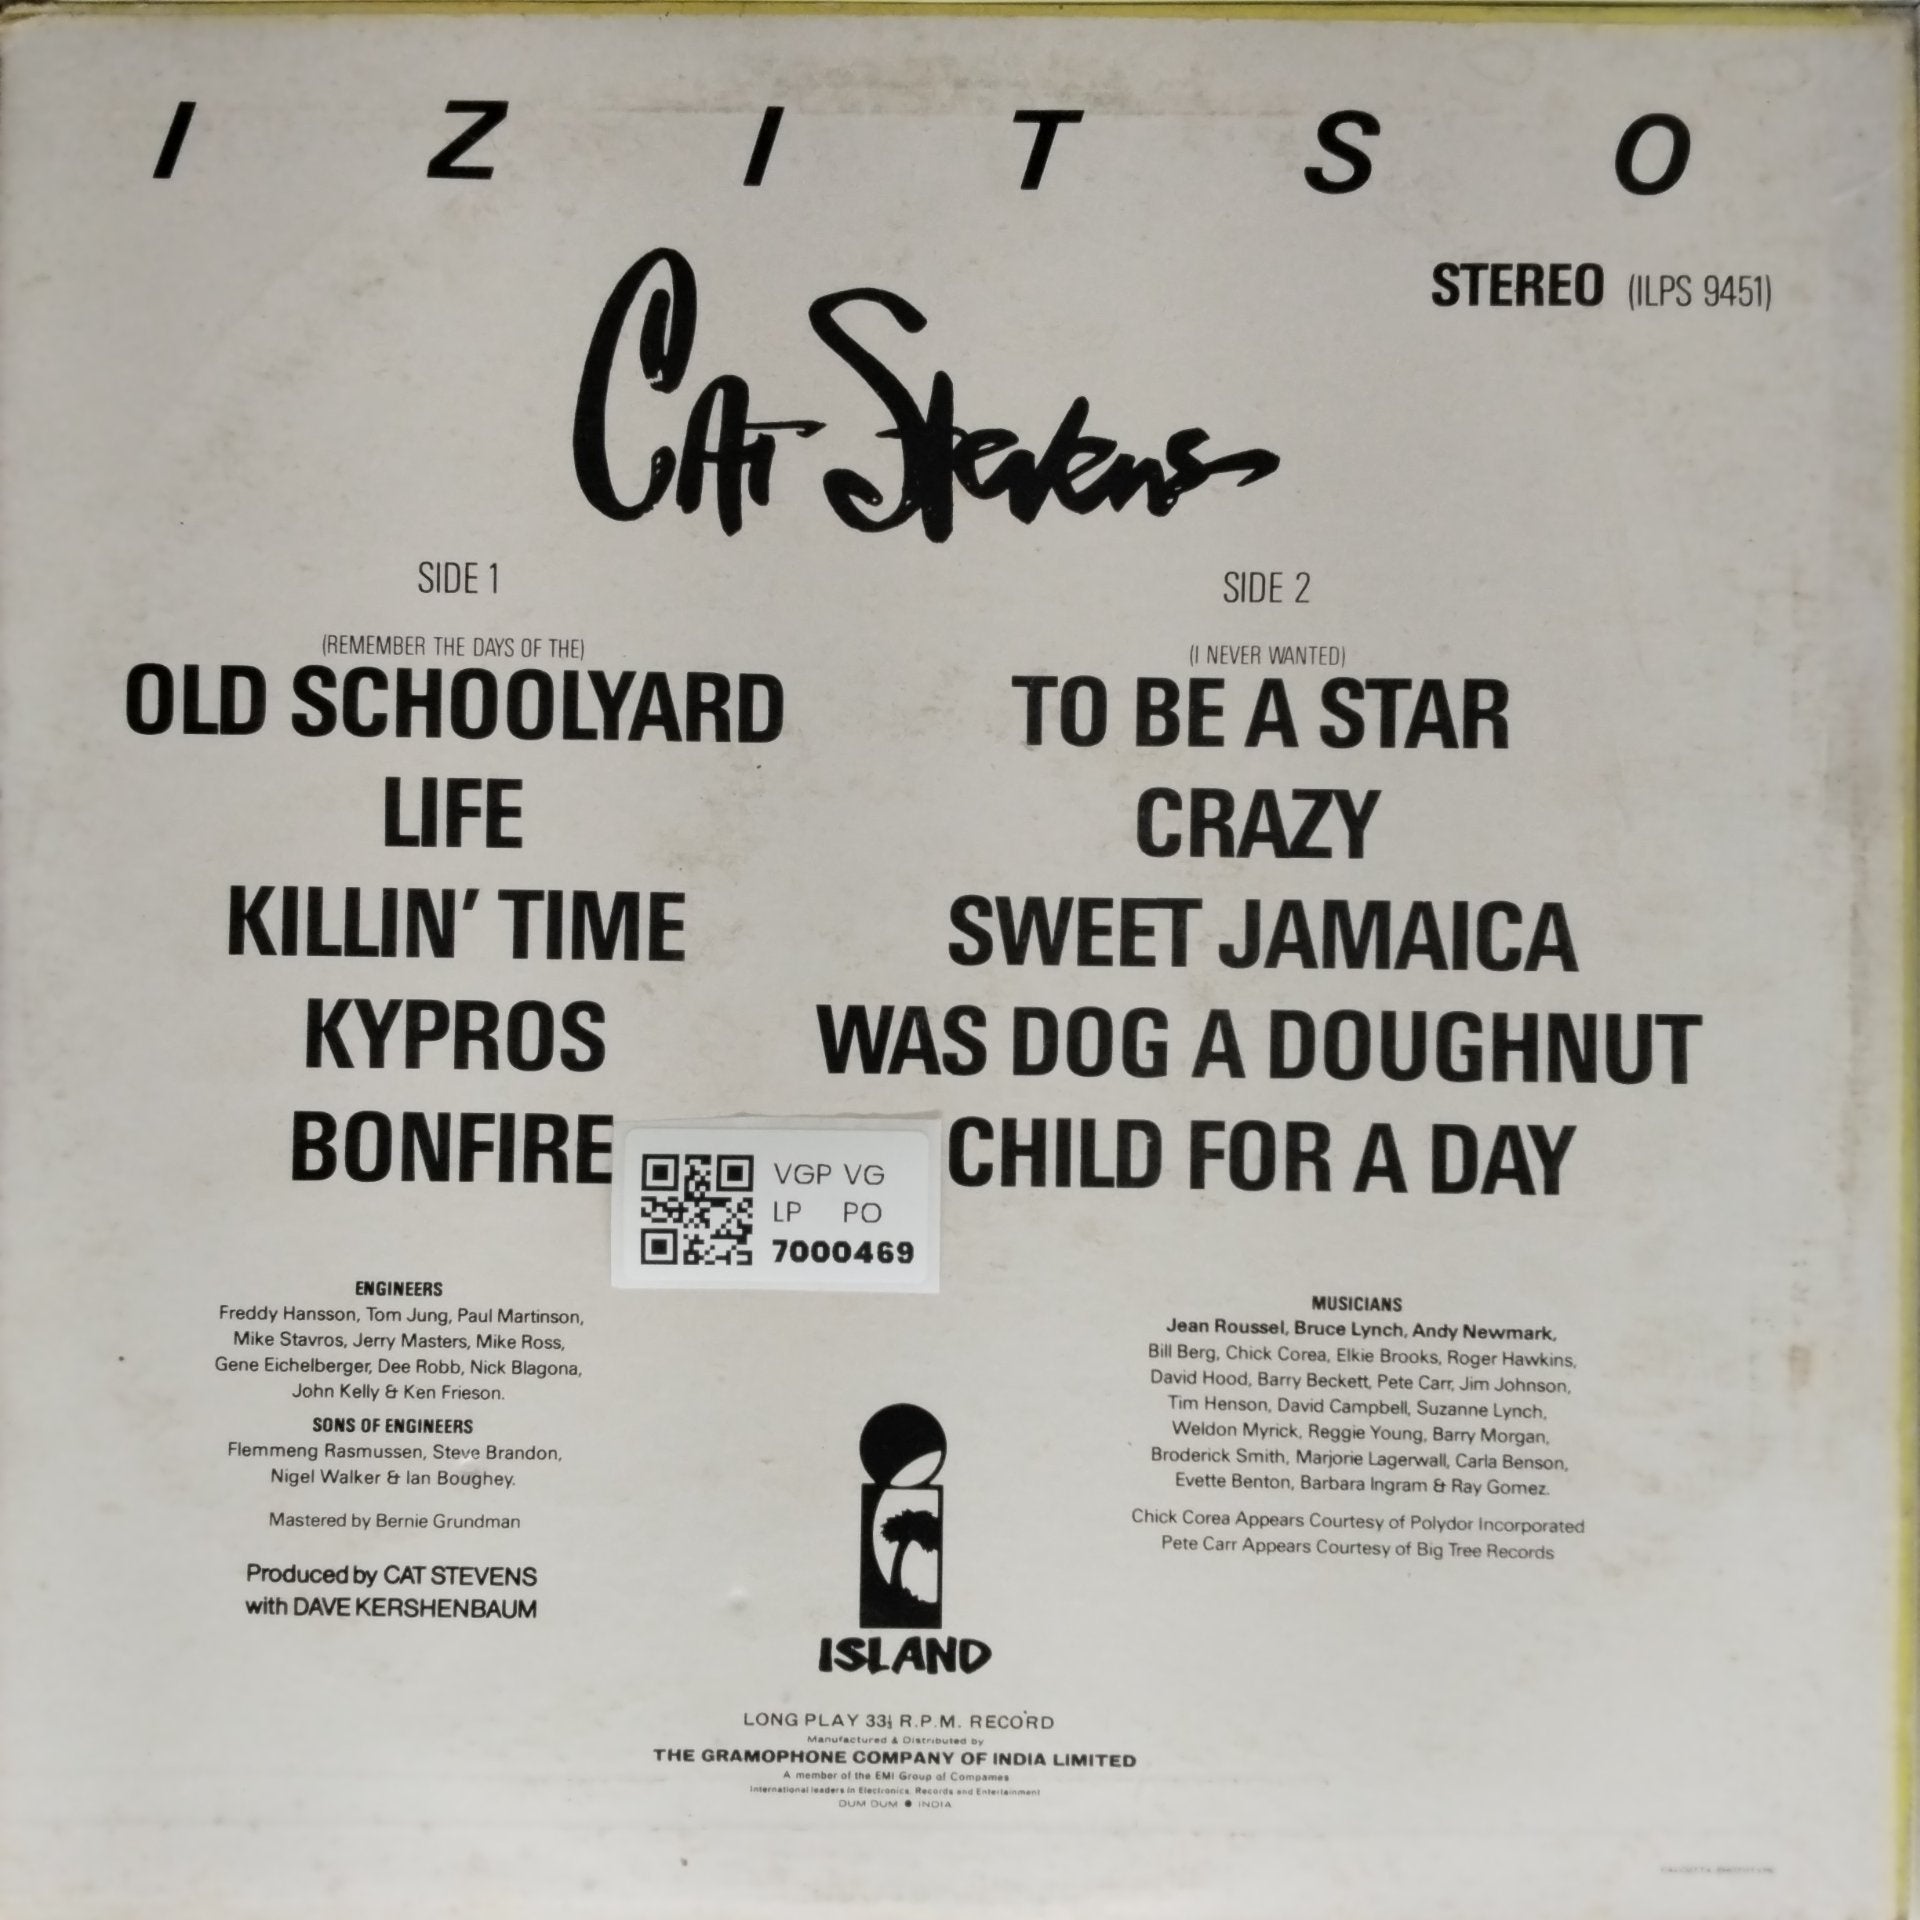 IZITSO
Cat Stevens
STEREO (ILPS 9451)
SIDE 1
(REMEMBER THE DAYS OF THE)
OLD SCHOOLYARD
LIFE
KILLIN' TIME
KYPROS
BONFIRE
SIDE 2
(I NEVER WANTED)
TO BE A STAR
CRAZY
SWEET JAMAICA
WAS DOG A DOUGHNUT
CHILD FOR A DAY
VGP VG
LP PO
7000469
ENGINEERS
Freddy Hansson, Tom Jung, Paul Martinson,
Mike Stavros, Jerry Masters, Mike Ross,
Gene Eichelberger, Dee Robb, Nick Blagona,
John Kelly & Ken Frieson.
SONS OF ENGINEERS
Flemmeng Rasmussen, Steve Brandon,
Nigel Walker & Ian Boughey.
Mastered by Bernie Grundman
Produced by CAT STEVENS
with DAVE KERSHENBAUM
MUSICIANS
Jean Roussel, Bruce Lynch, Andy Newmark,
Bill Berg, Chick Corea, Elkie Brooks, Roger Hawkins,
David Hood, Barry Beckett, Pete Carr, Jim Johnson,
Tim Henson, David Campbell, Suzanne Lynch,
Weldon Myrick, Reggie Young, Barry Morgan,
Broderick Smith, Marjorie Lagerwall, Carla Benson,
Evette Benton, Barbara Ingram & Ray Gomez.
Chick Corea Appears Courtesy of Polydor Incorporated
Pete Carr Appears Courtesy of Big Tree Records
ISLAND
LONG PLAY 33⅓ R.P.M. RECORD
Manufactured & Distributed by
THE GRAMOPHONE COMPANY OF INDIA LIMITED
A member of the EMI Group of Companies
International leaders in Electronics, Records and Entertainment
DUM DUM ● INDIA